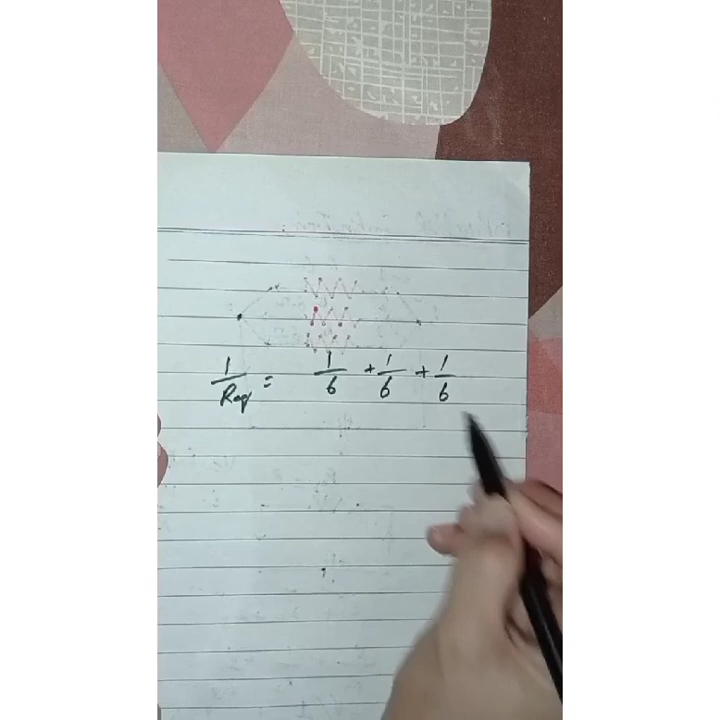 1/Req = 1/6 + 1/6 + 1/6